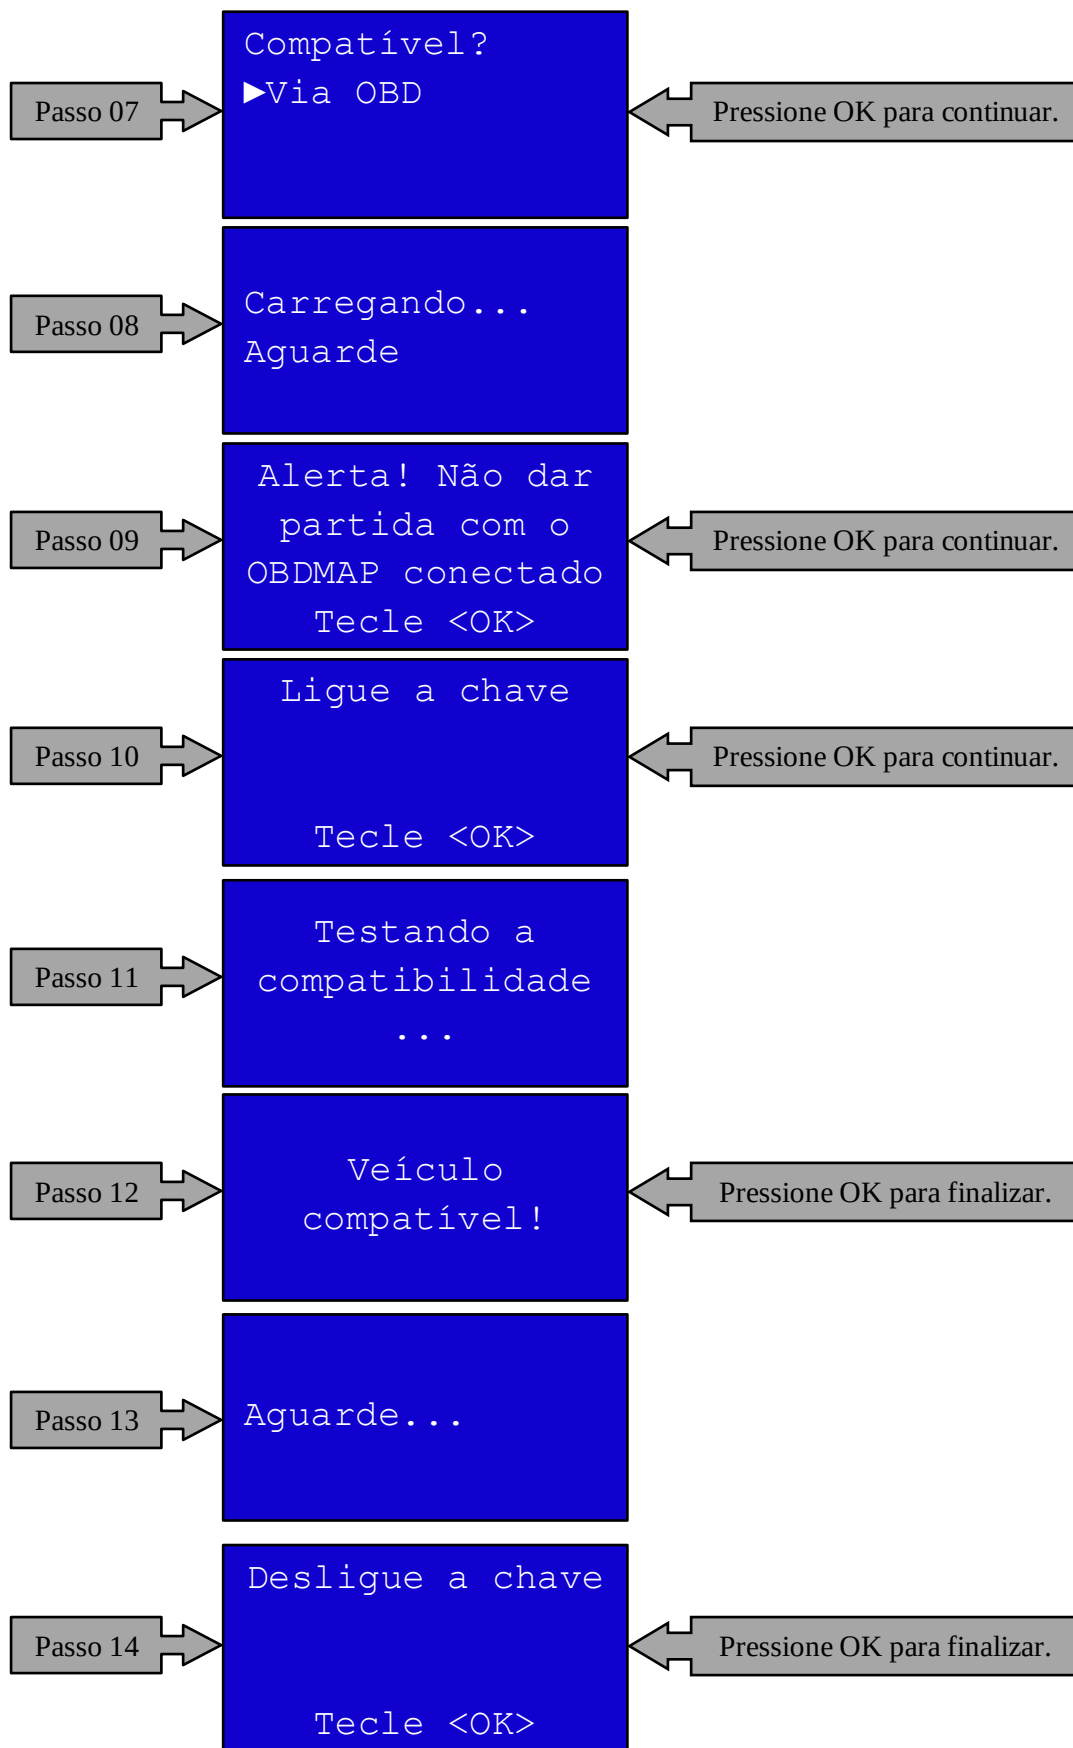 Compatível?
Passo 07
►Via OBD
Pressione OK para continuar.
Passo 08
Carregando...
Aguarde
Passo 09
Alerta! Não dar
partida com o
OBDMAP conectado
Tecle <OK>
Pressione OK para continuar.
Passo 10
Ligue a chave
Tecle <OK>
Pressione OK para continuar.
Passo 11
Testando a
compatibilidade
...
Passo 12
Veículo
compatível!
Pressione OK para finalizar.
Passo 13
Aguarde...
Passo 14
Desligue a chave
Tecle <OK>
Pressione OK para finalizar.